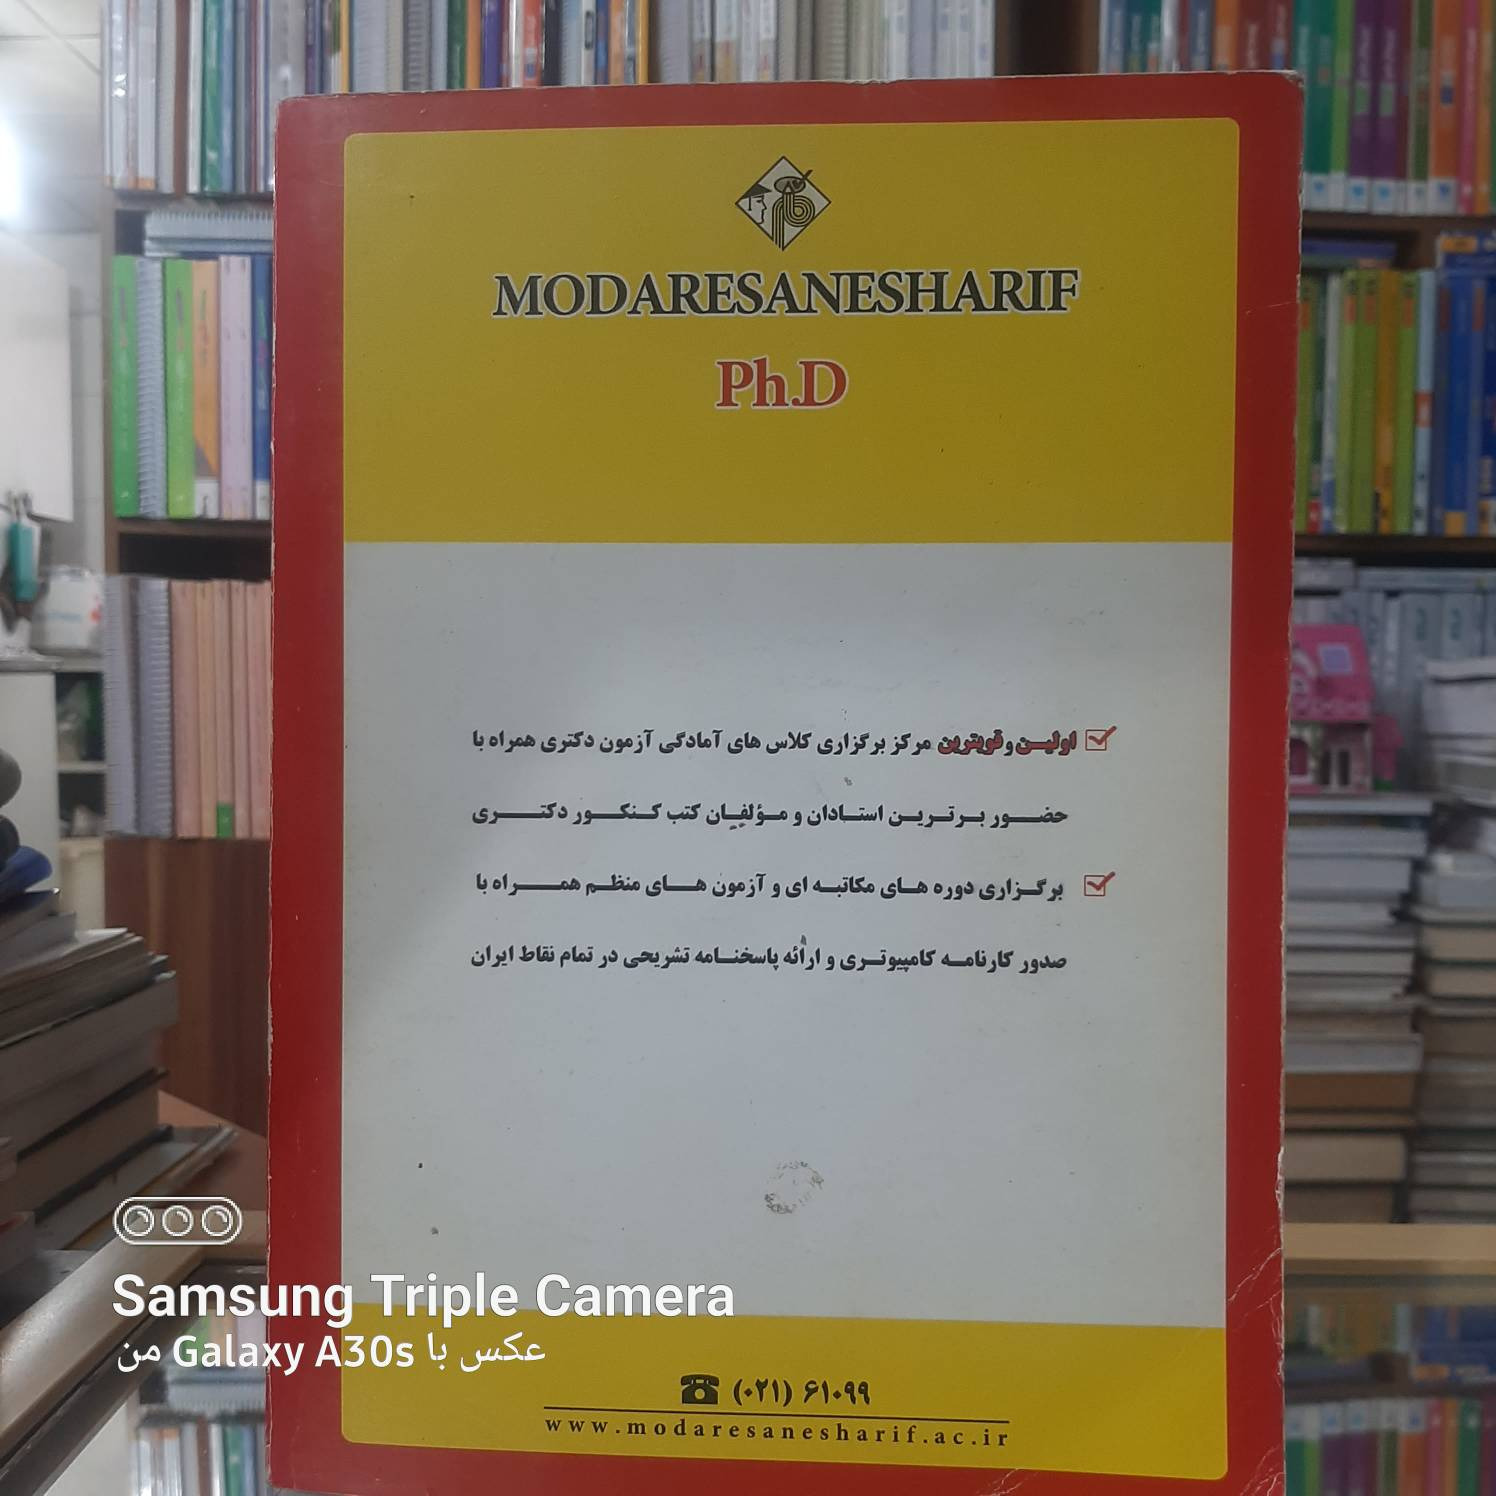 MODARESANESHARIF
Ph.D
اولین و قویترین مرکز برگزاری کلاس های آمادگی آزمون دکتری همراه با
حضور برترین استادان و مؤلفان کتب کنکور دکتری
برگزاری دوره های مکاتبه ای و آزمون های منظم همراه با
صدور کارنامه کامپیوتری و ارائه پاسخنامه تشریحی در تمام نقاط ایران
(۰۲۱) ۶۱۰۹۹
www.modaresanesharif.ac.ir
Samsung Triple Camera
عکس با Galaxy A30s من